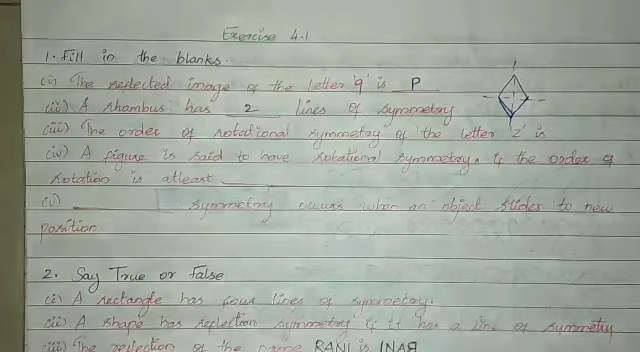 Exercise 4.1
1. Fill in the blanks.
(i) The reflected image of the letter 'q' is P
(ii) A rhombus has 2 lines of symmetry.
(iii) The order of rotational symmetry of the letter 'z' is
(iv) A figure is said to have rotational symmetry, if the order of
rotation is atleast
(v) symmetry occurs when an object slides to new
position
2. Say True or False
(i) A rectangle has four lines of symmetry.
(ii) A shape has reflection symmetry if it has a line of symmetry
(iii) The reflection of the name RANI is INAЯ